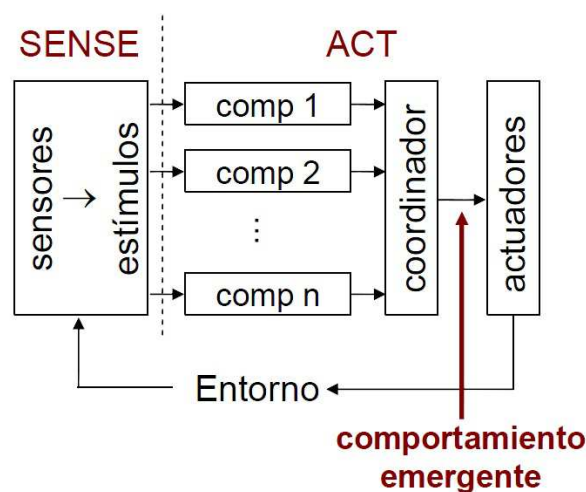 SENSE
ACT
sensores
→
estímulos
comp 1
comp 2
⋮
comp n
coordinador
actuadores
Entorno
comportamiento
emergente